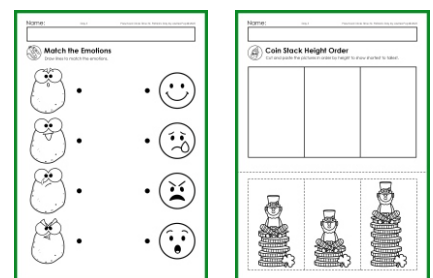 Name:
Match the Emotions
Draw lines to match the emotions.
Name:
Coin Stack Height Order
Cut and paste the pictures in order by height to show shortest to tallest.